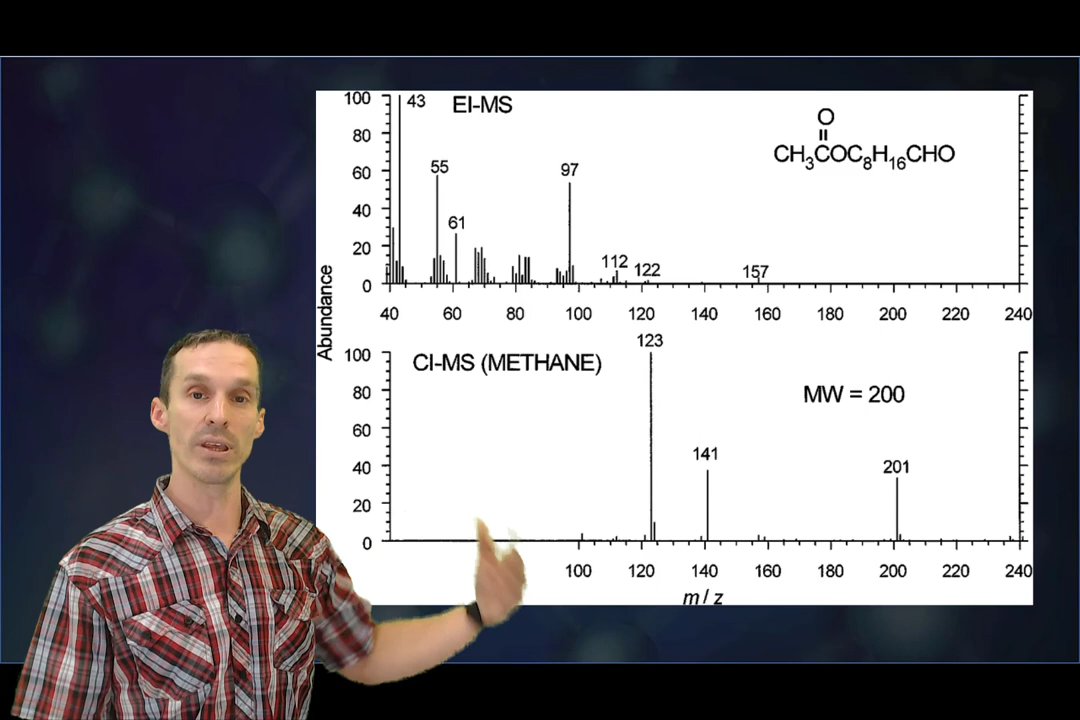 EI-MS
100
80
60
40
20
0
43
55
61
97
112
122
157
O
CH₃COC₈H₁₆CHO
40 60 80 100 120 140 160 180 200 220 240
Abundance
CI-MS (METHANE)
MW = 200
100
80
60
40
20
0
123
141
201
100 120 140 160 180 200 220 240
m / z